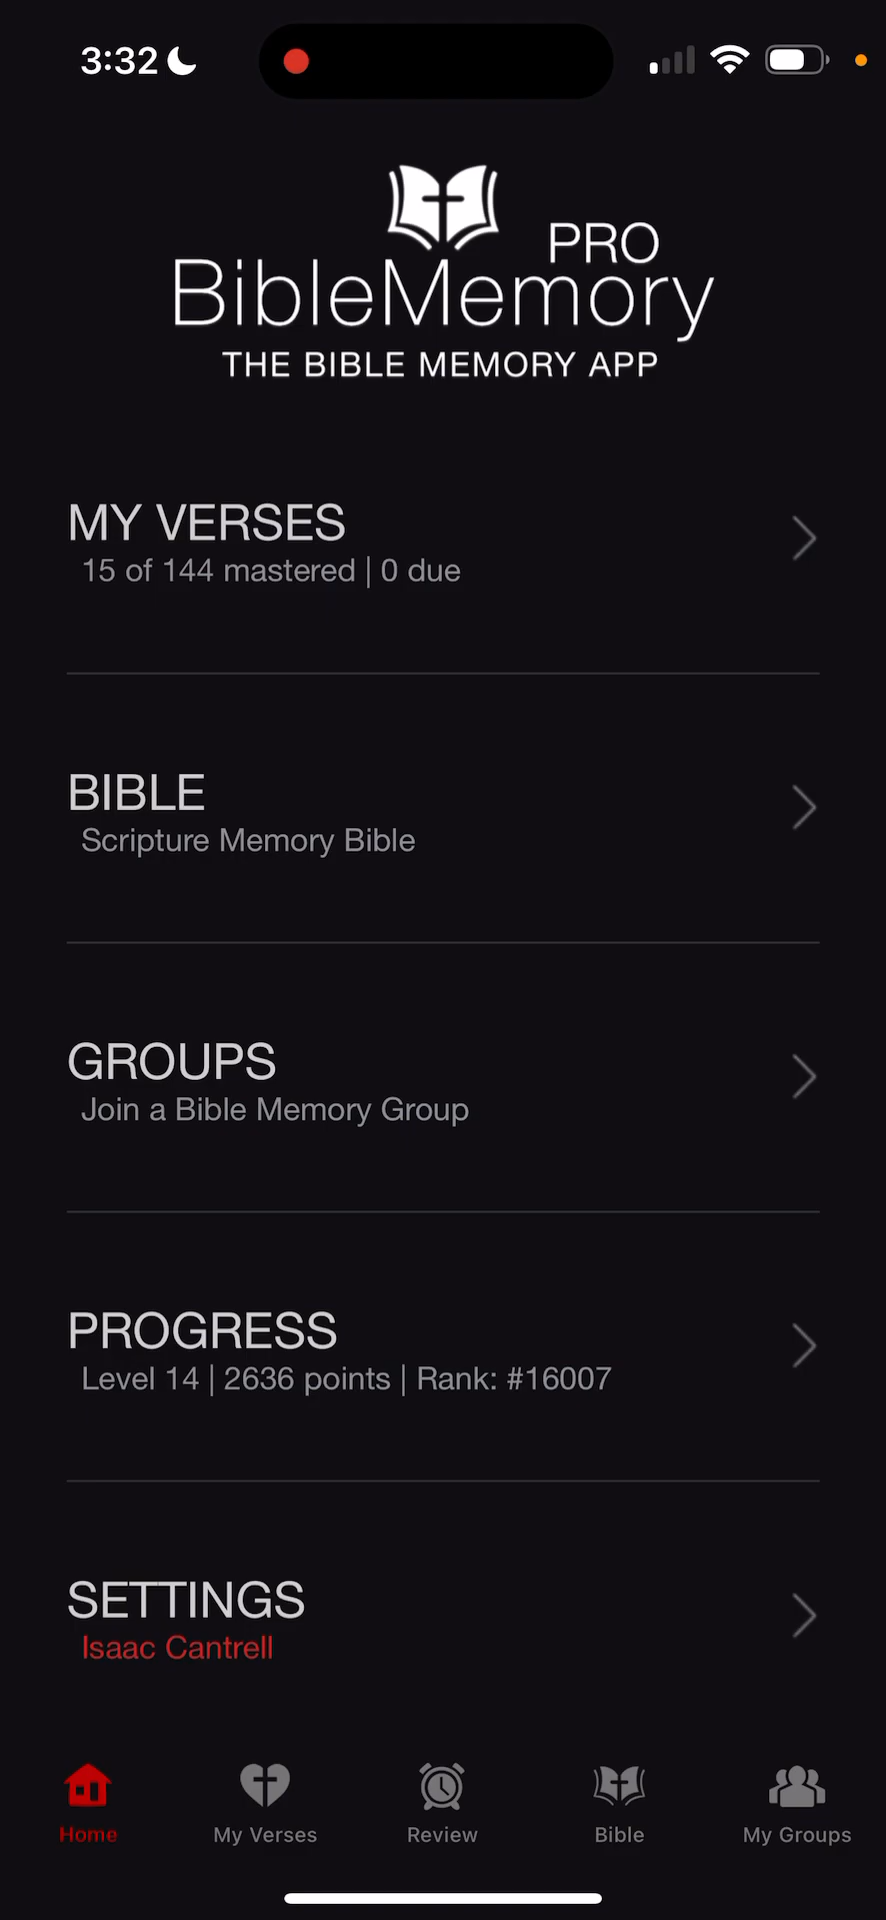 3:32
PRO
BibleMemory
THE BIBLE MEMORY APP
MY VERSES
15 of 144 mastered | 0 due
BIBLE
Scripture Memory Bible
GROUPS
Join a Bible Memory Group
PROGRESS
Level 14 | 2636 points | Rank: #16007
SETTINGS
Isaac Cantrell
Home
My Verses
Review
Bible
My Groups